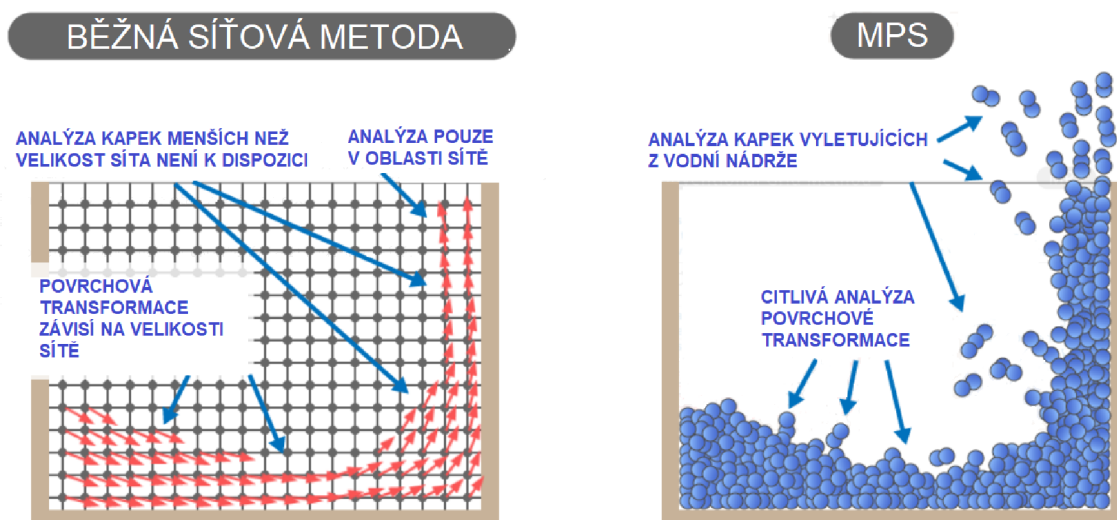 BĚŽNÁ SÍŤOVÁ METODA
MPS
ANALÝZA KAPEK MENŠÍCH NEŽ
VELIKOST SÍTA NENÍ K DISPOZICI
ANALÝZA POUZE
V OBLASTI SÍTĚ
POVRCHOVÁ
TRANSFORMACE
ZÁVISÍ NA VELIKOSTI
SÍTĚ
ANALÝZA KAPEK VYLETUJÍCÍCH
Z VODNÍ NÁDRŽE
CITLIVÁ ANALÝZA
POVRCHOVÉ
TRANSFORMACE